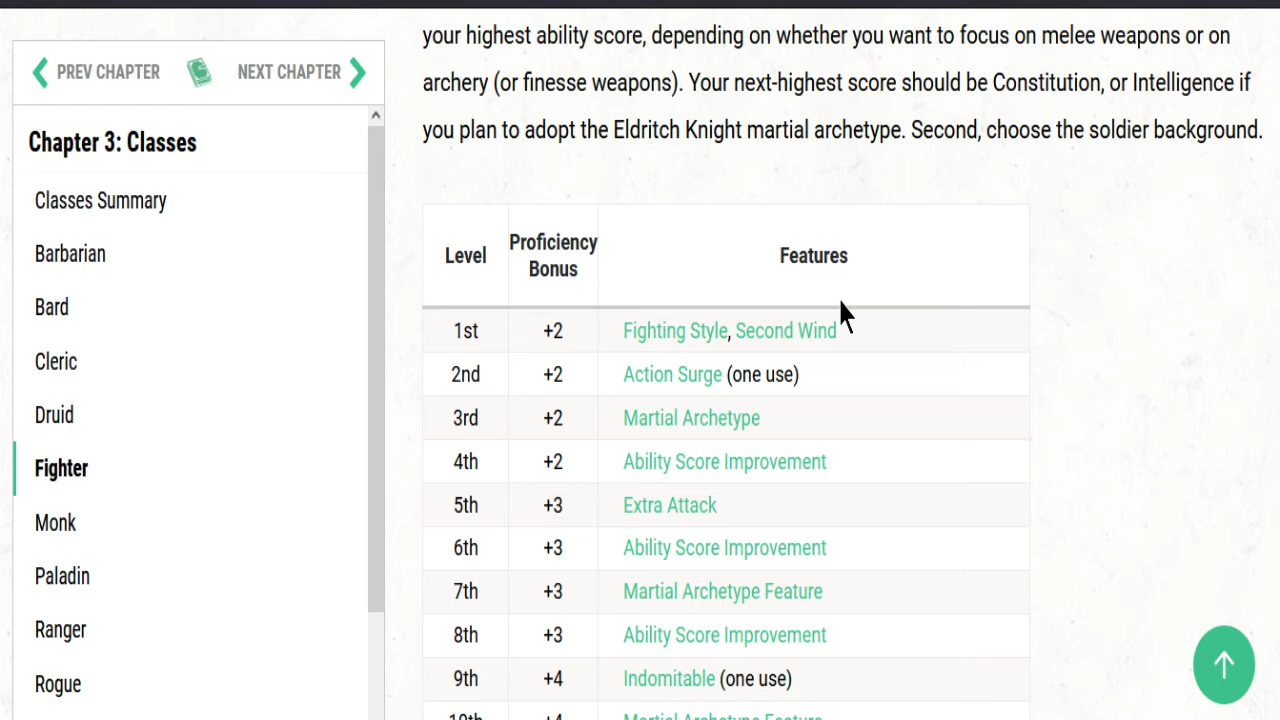 your highest ability score, depending on whether you want to focus on melee weapons or on
archery (or finesse weapons). Your next-highest score should be Constitution, or Intelligence if
you plan to adopt the Eldritch Knight martial archetype. Second, choose the soldier background.
PREV CHAPTER NEXT CHAPTER
Chapter 3: Classes
Classes Summary
Barbarian
Bard
Cleric
Druid
Fighter
Monk
Paladin
Ranger
Rogue
Level Proficiency Bonus Features
1st +2 Fighting Style, Second Wind
2nd +2 Action Surge (one use)
3rd +2 Martial Archetype
4th +2 Ability Score Improvement
5th +3 Extra Attack
6th +3 Ability Score Improvement
7th +3 Martial Archetype Feature
8th +3 Ability Score Improvement
9th +4 Indomitable (one use)
10th +4 Martial Archetype Feature